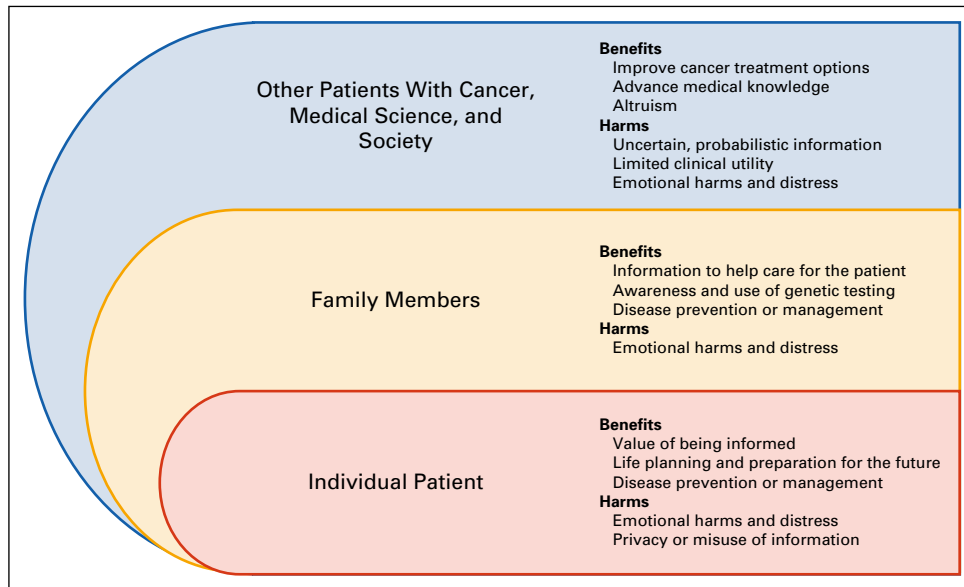 Other Patients With Cancer,
Medical Science, and
Society
Benefits
Improve cancer treatment options
Advance medical knowledge
Altruism
Harms
Uncertain, probabilistic information
Limited clinical utility
Emotional harms and distress
Family Members
Benefits
Information to help care for the patient
Awareness and use of genetic testing
Disease prevention or management
Harms
Emotional harms and distress
Individual Patient
Benefits
Value of being informed
Life planning and preparation for the future
Disease prevention or management
Harms
Emotional harms and distress
Privacy or misuse of information